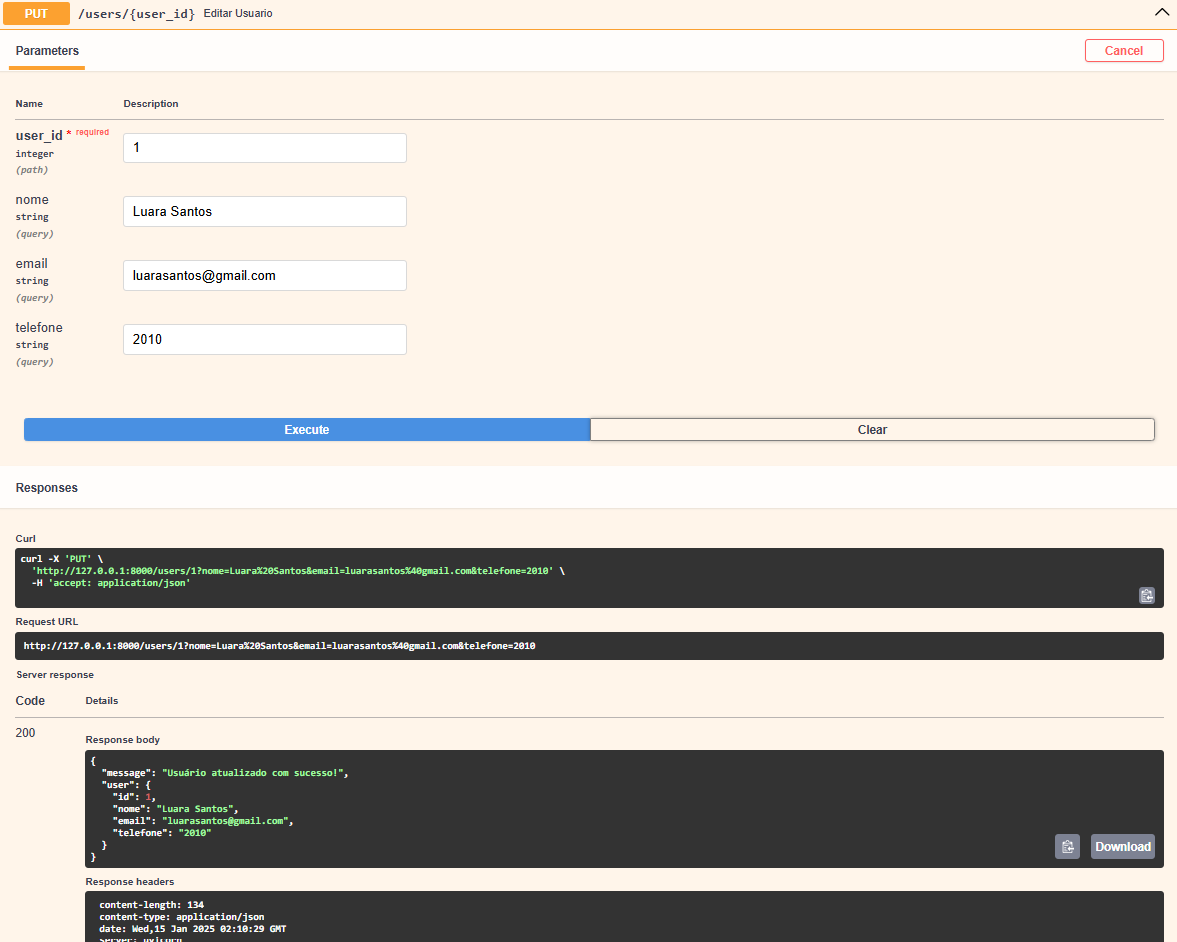 PUT /users/{user_id} Editar Usuario
Parameters
Cancel
Name Description
user_id * required
integer
(path)
1
nome
string
(query)
Luara Santos
email
string
(query)
luarasantos@gmail.com
telefone
string
(query)
2010
Execute Clear
Responses
Curl
curl -X 'PUT' \
'http://127.0.0.1:8000/users/1?nome=Luara%20Santos&email=luarasantos%40gmail.com&telefone=2010' \
-H 'accept: application/json'
Request URL
http://127.0.0.1:8000/users/1?nome=Luara%20Santos&email=luarasantos%40gmail.com&telefone=2010
Server response
Code Details
200
Response body
{
"message": "Usuário atualizado com sucesso!",
"user": {
"id": 1,
"nome": "Luara Santos",
"email": "luarasantos@gmail.com",
"telefone": "2010"
}
}
Download
Response headers
content-length: 134
content-type: application/json
date: Wed,15 Jan 2025 02:10:29 GMT
server: uvicorn